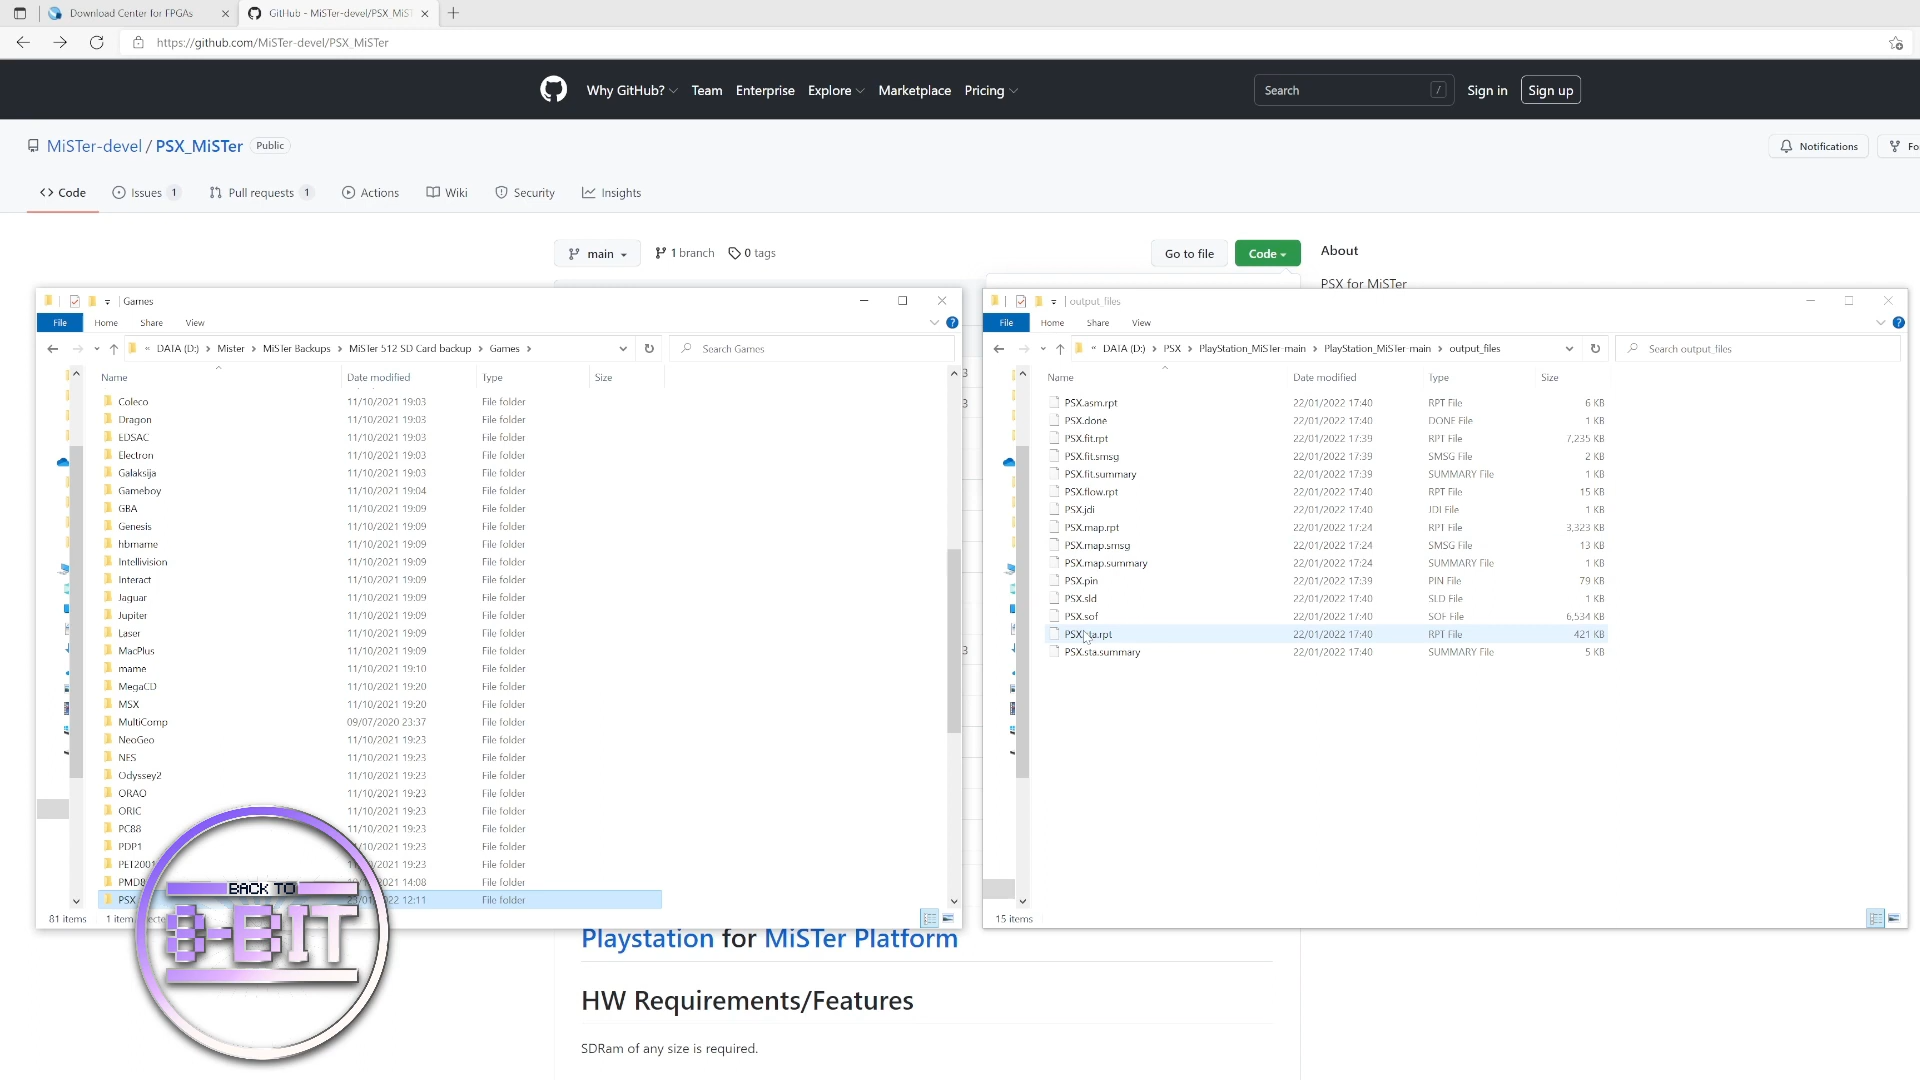 Download Center for FPGAs
GitHub - MiSTer-devel/PSX_MiST
https://github.com/MiSTer-devel/PSX_MiSTer
Why GitHub? Team Enterprise Explore Marketplace Pricing Search / Sign in Sign up
MiSTer-devel / PSX_MiSTer Public Notifications Fo
Code Issues 1 Pull requests 1 Actions Wiki Security Insights
main 1 branch 0 tags Go to file Code About
PSX for MiSTer
Games
File Home Share View
« DATA (D:) > Mister > MiSTer Backups > MiSTer 512 SD Card backup > Games > Search Games
Name Date modified Type Size
Coleco 11/10/2021 19:03 File folder
Dragon 11/10/2021 19:03 File folder
EDSAC 11/10/2021 19:03 File folder
Electron 11/10/2021 19:03 File folder
Galaksija 11/10/2021 19:03 File folder
Gameboy 11/10/2021 19:04 File folder
GBA 11/10/2021 19:09 File folder
Genesis 11/10/2021 19:09 File folder
hbmame 11/10/2021 19:09 File folder
Intellivision 11/10/2021 19:09 File folder
Interact 11/10/2021 19:09 File folder
Jaguar 11/10/2021 19:09 File folder
Jupiter 11/10/2021 19:09 File folder
Laser 11/10/2021 19:09 File folder
MacPlus 11/10/2021 19:09 File folder
mame 11/10/2021 19:10 File folder
MegaCD 11/10/2021 19:20 File folder
MSX 11/10/2021 19:20 File folder
MultiComp 09/07/2020 23:37 File folder
NeoGeo 11/10/2021 19:23 File folder
NES 11/10/2021 19:23 File folder
Odyssey2 11/10/2021 19:23 File folder
ORAO 11/10/2021 19:23 File folder
ORIC 11/10/2021 19:23 File folder
PC88 11/10/2021 19:23 File folder
PDP1 /10/2021 19:23 File folder
PET2001 /2021 19:23 File folder
PMD8 2021 14:08 File folder
PSX 22 12:11 File folder
81 items 1 item
output_files
File Home Share View
« DATA (D:) > PSX > PlayStation_MiSTer-main > PlayStation_MiSTer-main > output_files Search output_files
Name Date modified Type Size
PSX.asm.rpt 22/01/2022 17:40 RPT File 6 KB
PSX.done 22/01/2022 17:40 DONE File 1 KB
PSX.fit.rpt 22/01/2022 17:39 RPT File 7,235 KB
PSX.fit.smsg 22/01/2022 17:39 SMSG File 2 KB
PSX.fit.summary 22/01/2022 17:39 SUMMARY File 1 KB
PSX.flow.rpt 22/01/2022 17:40 RPT File 15 KB
PSX.jdi 22/01/2022 17:40 JDI File 1 KB
PSX.map.rpt 22/01/2022 17:24 RPT File 3,323 KB
PSX.map.smsg 22/01/2022 17:24 SMSG File 13 KB
PSX.map.summary 22/01/2022 17:24 SUMMARY File 1 KB
PSX.pin 22/01/2022 17:39 PIN File 79 KB
PSX.sld 22/01/2022 17:40 SLD File 1 KB
PSX.sof 22/01/2022 17:40 SOF File 6,534 KB
PSX.sta.rpt 22/01/2022 17:40 RPT File 421 KB
PSX.sta.summary 22/01/2022 17:40 SUMMARY File 5 KB
15 items
BACK TO
8-BIT
Playstation for MiSTer Platform
HW Requirements/Features
SDRam of any size is required.